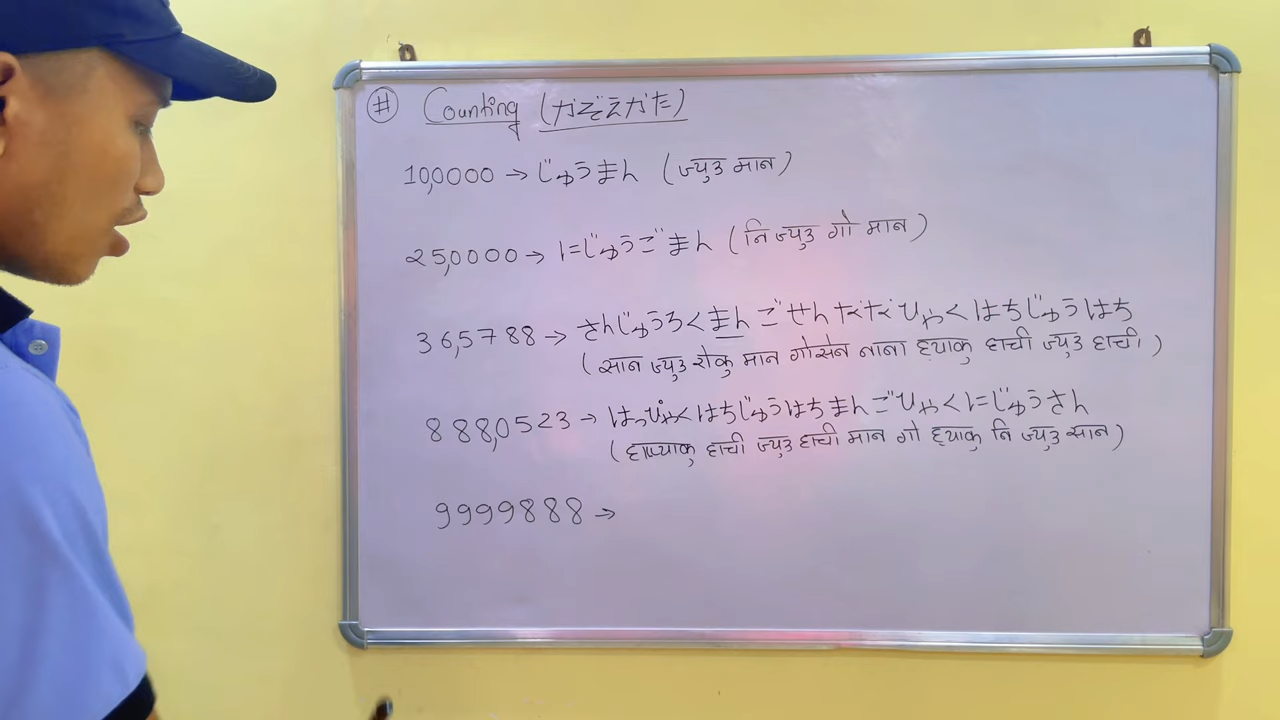 # Counting (かぞえかた)
10,0000 → じゅうまん (ज्युउ मान)
25,0000 → にじゅうごまん (नि ज्युउ गो मान)
36,5788 → さんじゅうろくまんごせんななひゃくはちじゅうはち
(सान ज्युउ रोकु मान गोसेन नाना ह्याकु हाची ज्युउ हाची)
888,0523 → はっぴゃくはちじゅうはちまんごひゃくにじゅうさん
(हाप्प्याकु हाची ज्युउ हाची मान गो ह्याकु नि ज्युउ सान)
9999888 →